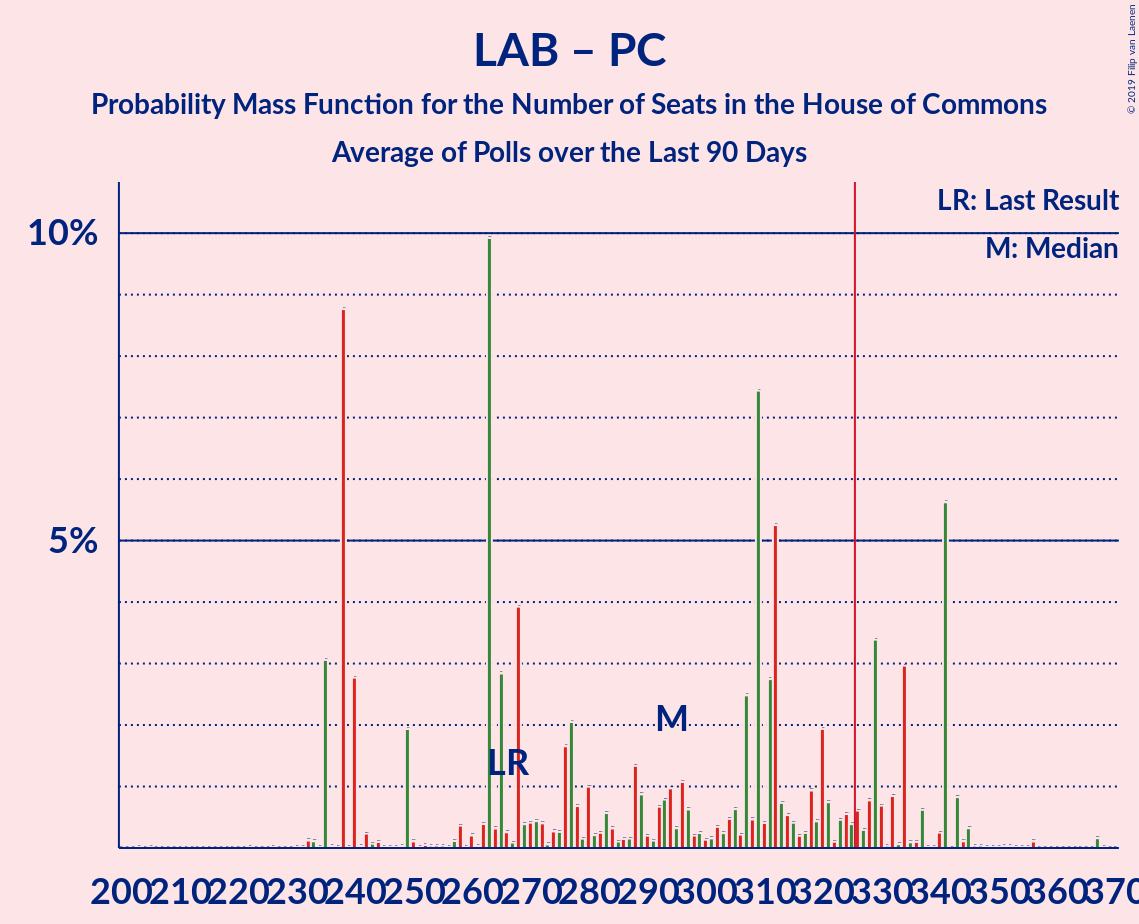 LAB – PC
Probability Mass Function for the Number of Seats in the House of Commons
Average of Polls over the Last 90 Days
© 2019 Filip van Laenen
LR: Last Result
M: Median
10%
5%
M
LR
200 210 220 230 240 250 260 270 280 290 300 310 320 330 340 350 360 370